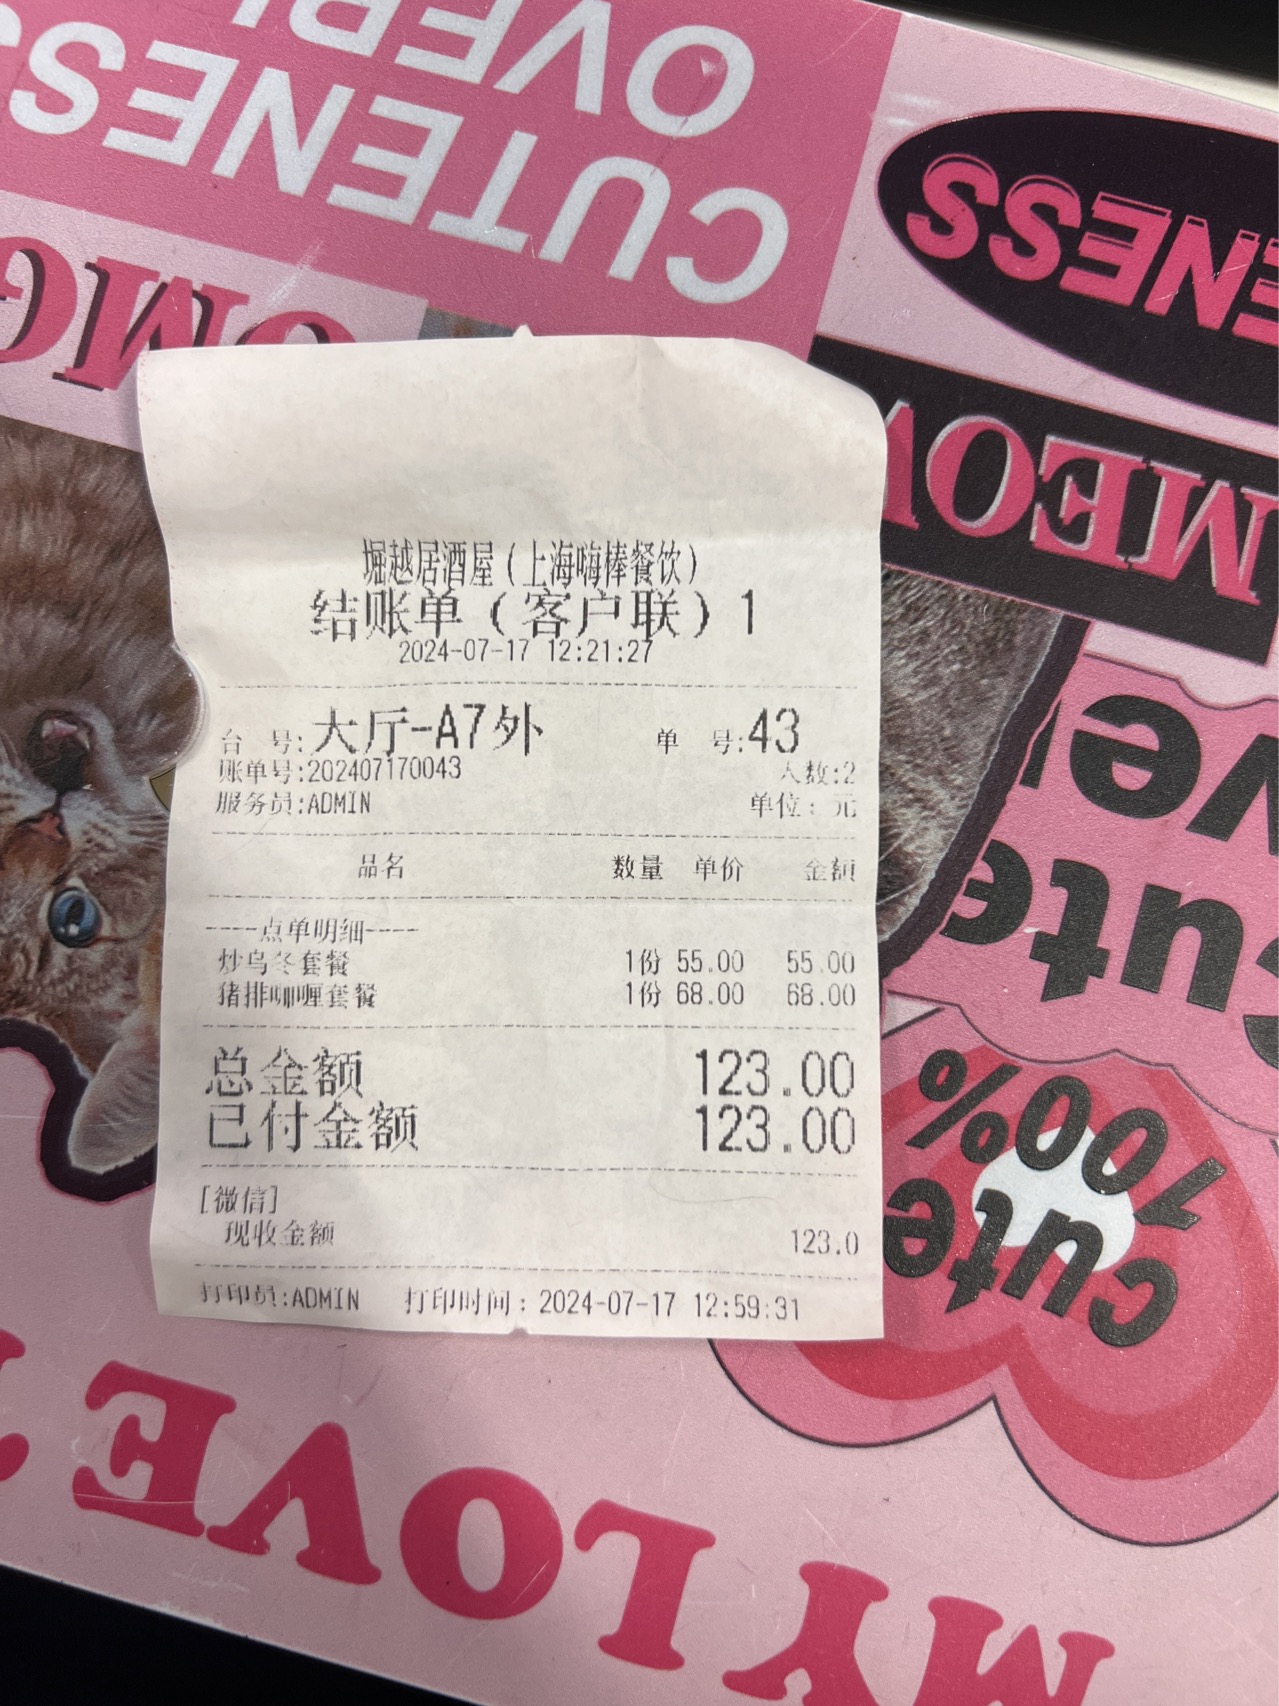 CUTENESS
OVERL
OMG
ENESS
MEOW
堀越居酒屋（上海嗨棒餐饮）
结账单（客户联）1
2024-07-17 12:21:27
台 号:大厅-A7外 单 号:43
账单号:202407170043 人数:2
服务员:ADMIN 单位：元
品名 数量 单价 金额
----点单明细----
炒乌冬套餐 1份 55.00 55.00
猪排咖喱套餐 1份 68.00 68.00
总金额 123.00
已付金额 123.00
[微信]
现收金额 123.0
打印员:ADMIN 打印时间：2024-07-17 12:59:31
cute
100%
cute
MY LOVE